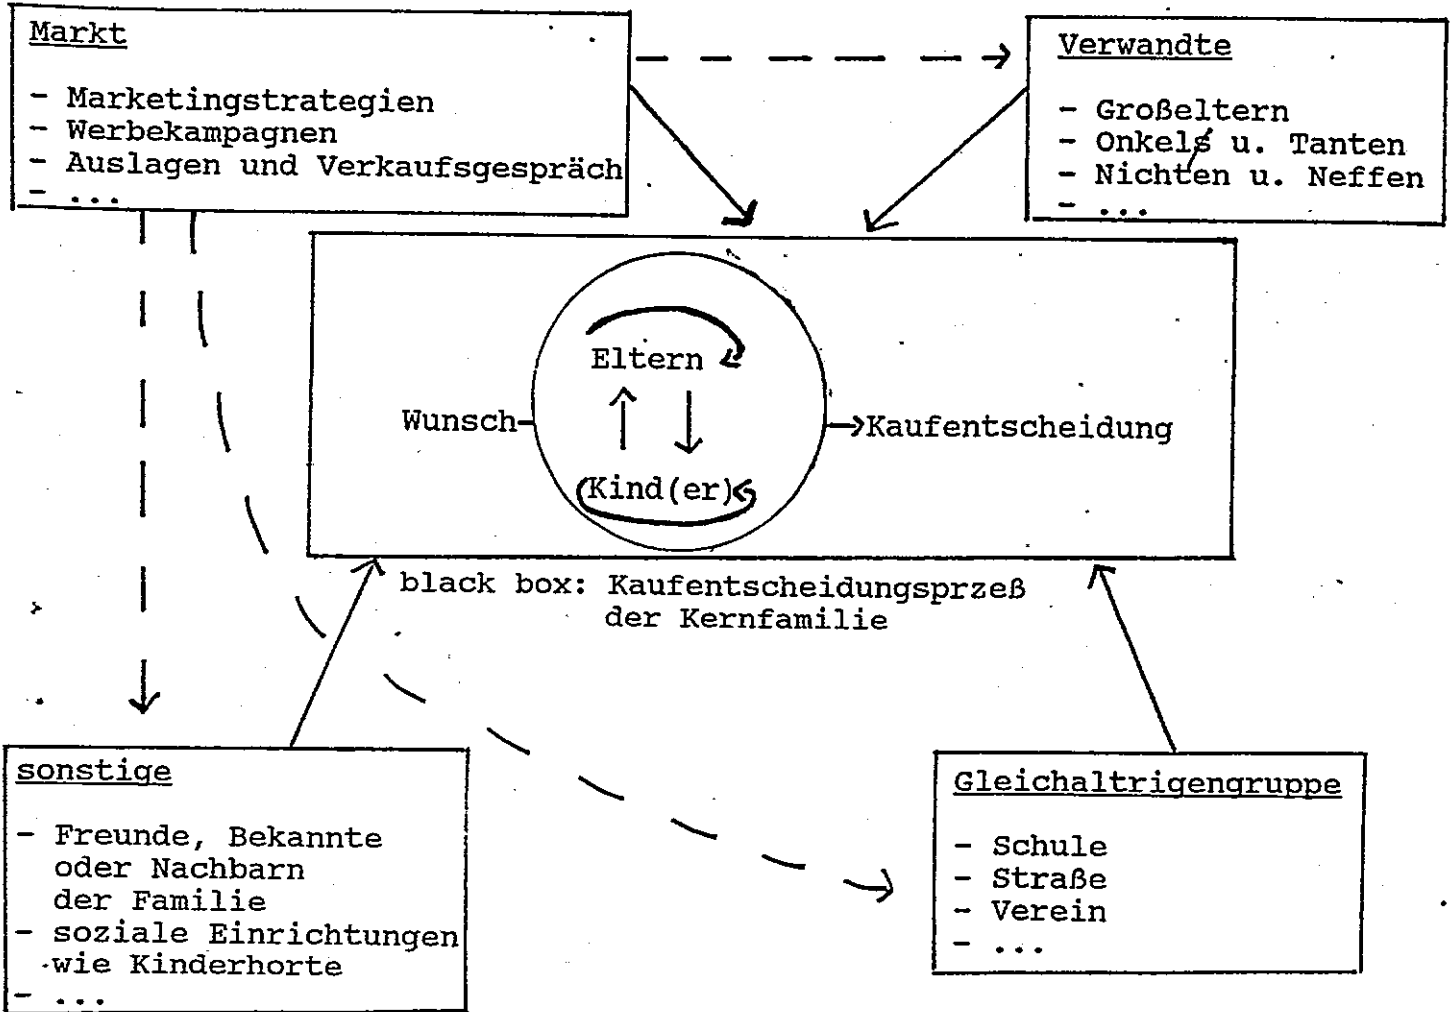 Markt
- Marketingstrategien
- Werbekampagnen
- Auslagen und Verkaufsgespräch
- ...
Verwandte
- Großeltern
- Onkels u. Tanten
- Nichten u. Neffen
- ...
Eltern
Wunsch
Kaufentscheidung
Kind(er)
black box: Kaufentscheidungsprzeß
der Kernfamilie
sonstige
- Freunde, Bekannte
oder Nachbarn
der Familie
- soziale Einrichtungen
wie Kinderhorte
- ...
Gleichaltrigengruppe
- Schule
- Straße
- Verein
- ...